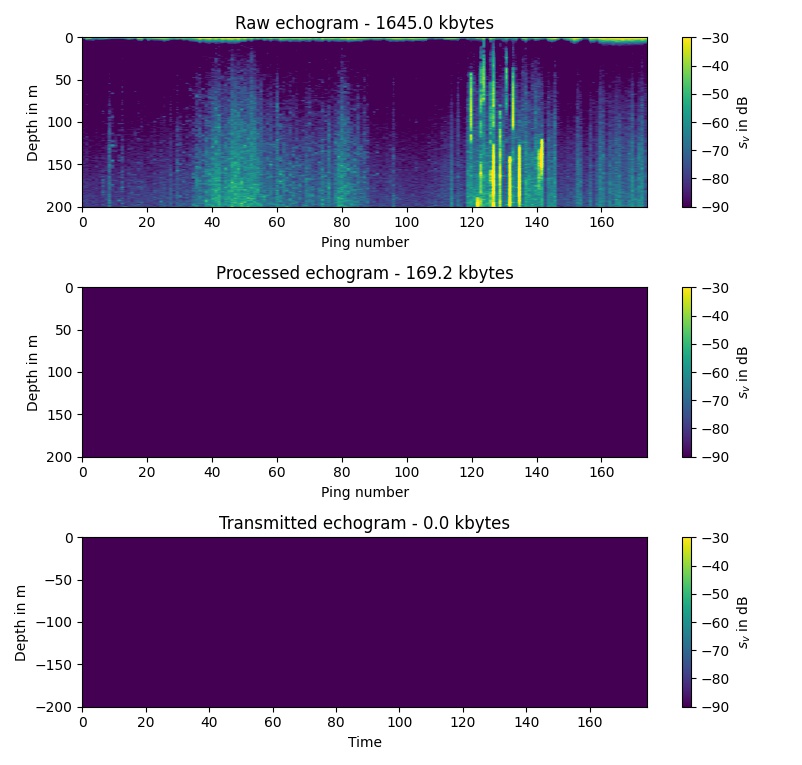 Raw echogram - 1645.0 kbytes
0
50
100
150
200
Depth in m
0 20 40 60 80 100 120 140 160
Ping number
−30
−40
−50
−60
−70
−80
−90
sv in dB
Processed echogram - 169.2 kbytes
0
50
100
150
200
Depth in m
0 20 40 60 80 100 120 140 160
Ping number
−30
−40
−50
−60
−70
−80
−90
sv in dB
Transmitted echogram - 0.0 kbytes
0
−50
−100
−150
−200
Depth in m
0 20 40 60 80 100 120 140 160
Time
−30
−40
−50
−60
−70
−80
−90
sv in dB